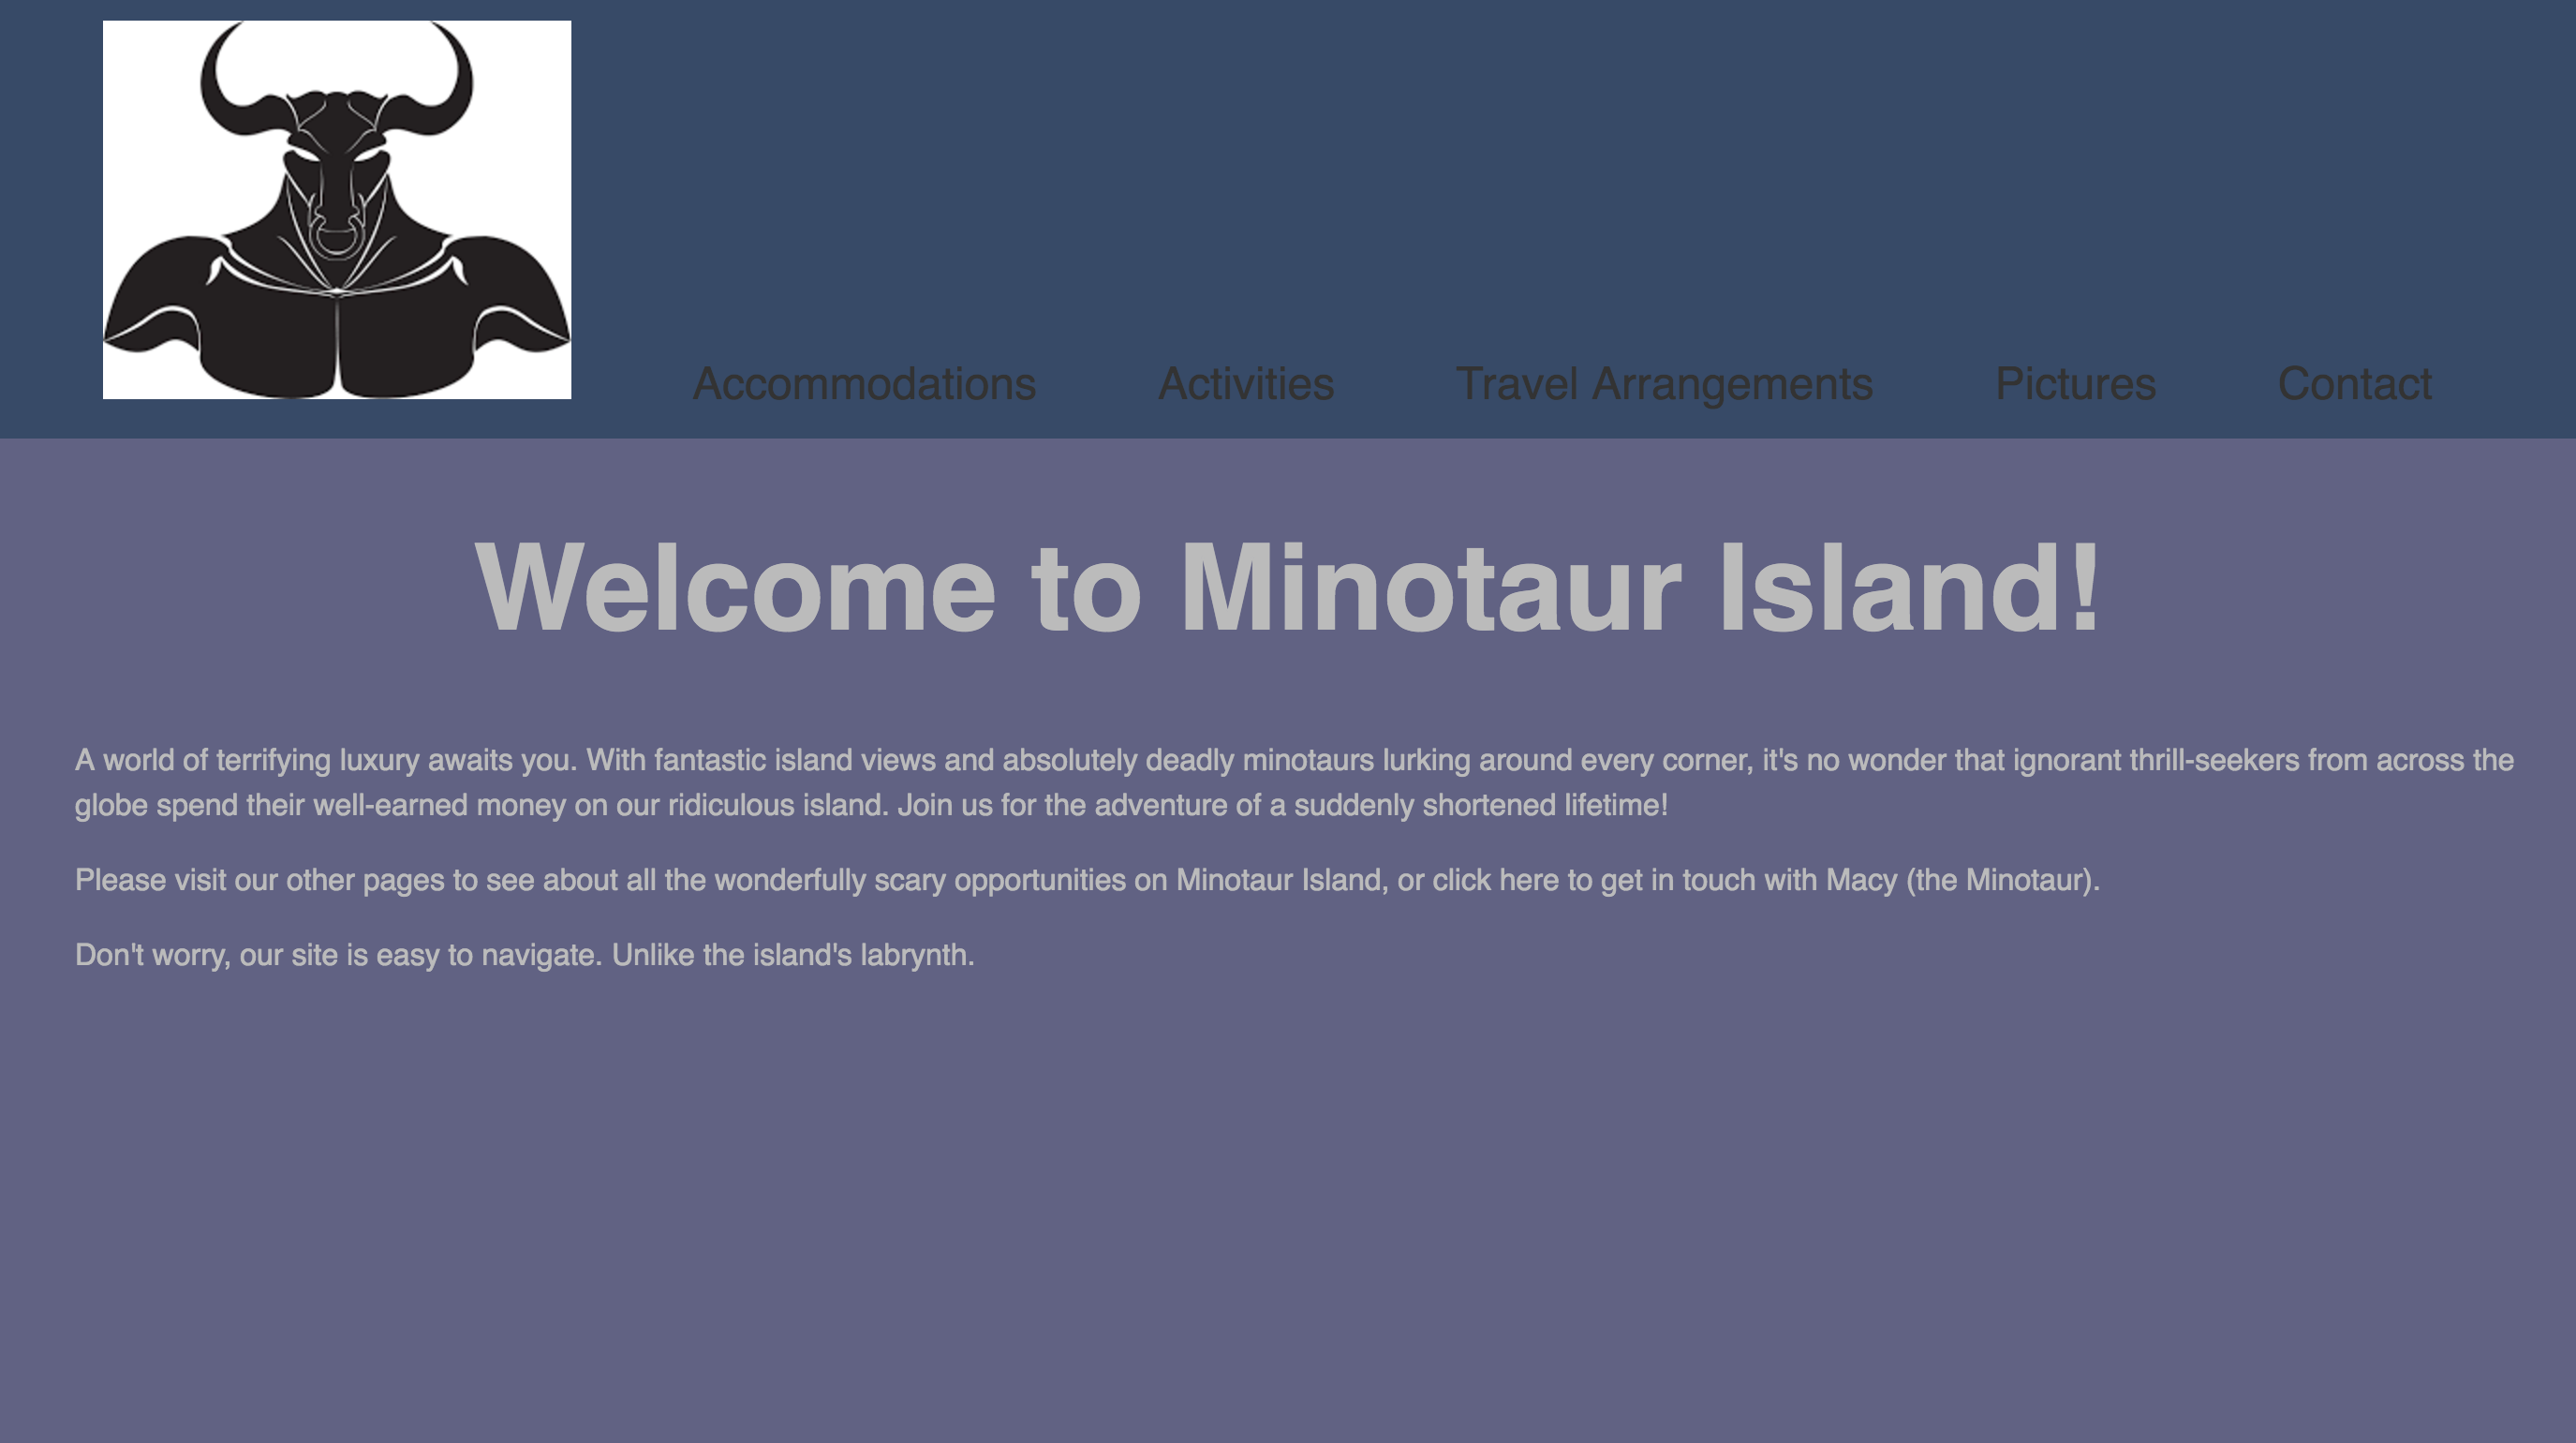 Accommodations Activities Travel Arrangements Pictures Contact
Welcome to Minotaur Island!
A world of terrifying luxury awaits you. With fantastic island views and absolutely deadly minotaurs lurking around every corner, it's no wonder that ignorant thrill-seekers from across the
globe spend their well-earned money on our ridiculous island. Join us for the adventure of a suddenly shortened lifetime!
Please visit our other pages to see about all the wonderfully scary opportunities on Minotaur Island, or click here to get in touch with Macy (the Minotaur).
Don't worry, our site is easy to navigate. Unlike the island's labrynth.